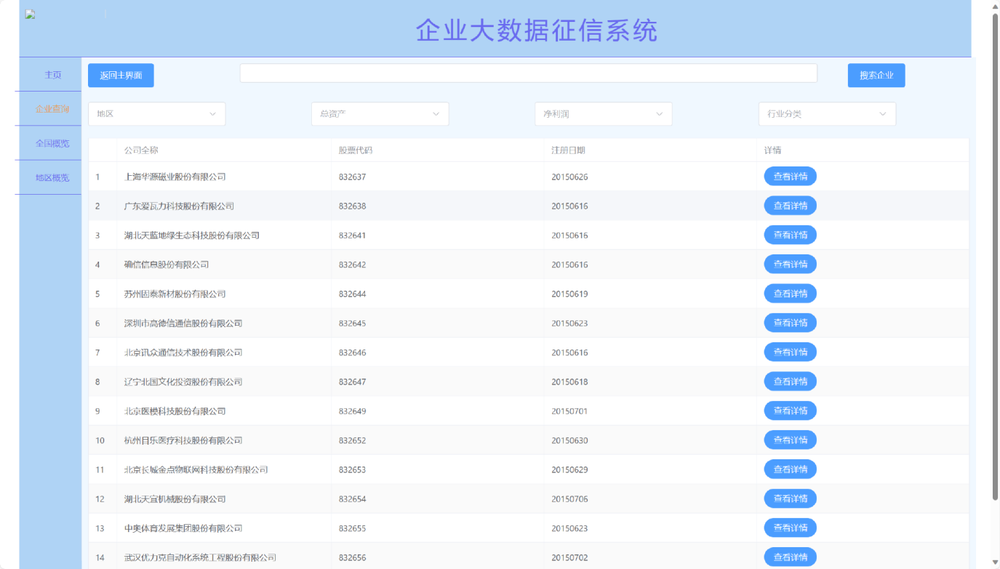 企业大数据征信系统
主页
企业查询
全国概览
地区概览
返回主界面
搜索企业
地区 总资产 净利润 行业分类
公司全称 股票代码 注册日期 详情
1 上海华源磁业股份有限公司 832637 20150626 查看详情
2 广东爱瓦力科技股份有限公司 832638 20150616 查看详情
3 湖北天蓝地绿生态科技股份有限公司 832641 20150616 查看详情
4 确信信息股份有限公司 832642 20150616 查看详情
5 苏州固泰新材股份有限公司 832644 20150619 查看详情
6 深圳市高德信通信股份有限公司 832645 20150623 查看详情
7 北京讯众通信技术股份有限公司 832646 20150616 查看详情
8 辽宁北国文化投资股份有限公司 832647 20150618 查看详情
9 北京医模科技股份有限公司 832649 20150701 查看详情
10 杭州目乐医疗科技股份有限公司 832652 20150630 查看详情
11 北京长城金点物联网科技股份有限公司 832653 20150629 查看详情
12 湖北天宜机械股份有限公司 832654 20150706 查看详情
13 中奥体育发展集团股份有限公司 832655 20150623 查看详情
14 武汉优力克自动化系统工程股份有限公司 832656 20150702 查看详情